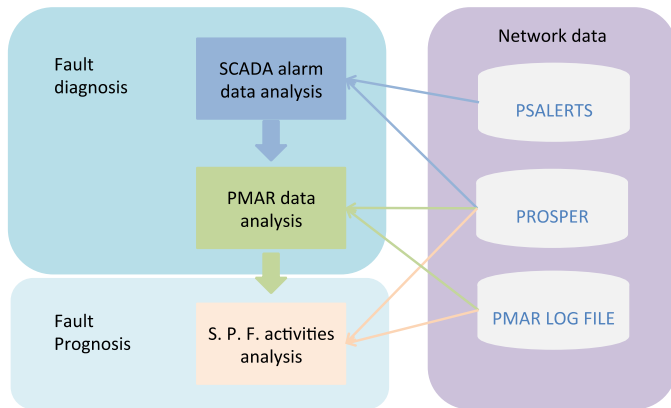 Fault
diagnosis
SCADA alarm
data analysis
PMAR data
analysis
Fault
Prognosis
S. P. F. activities
analysis
Network data
PSALERTS
PROSPER
PMAR LOG FILE